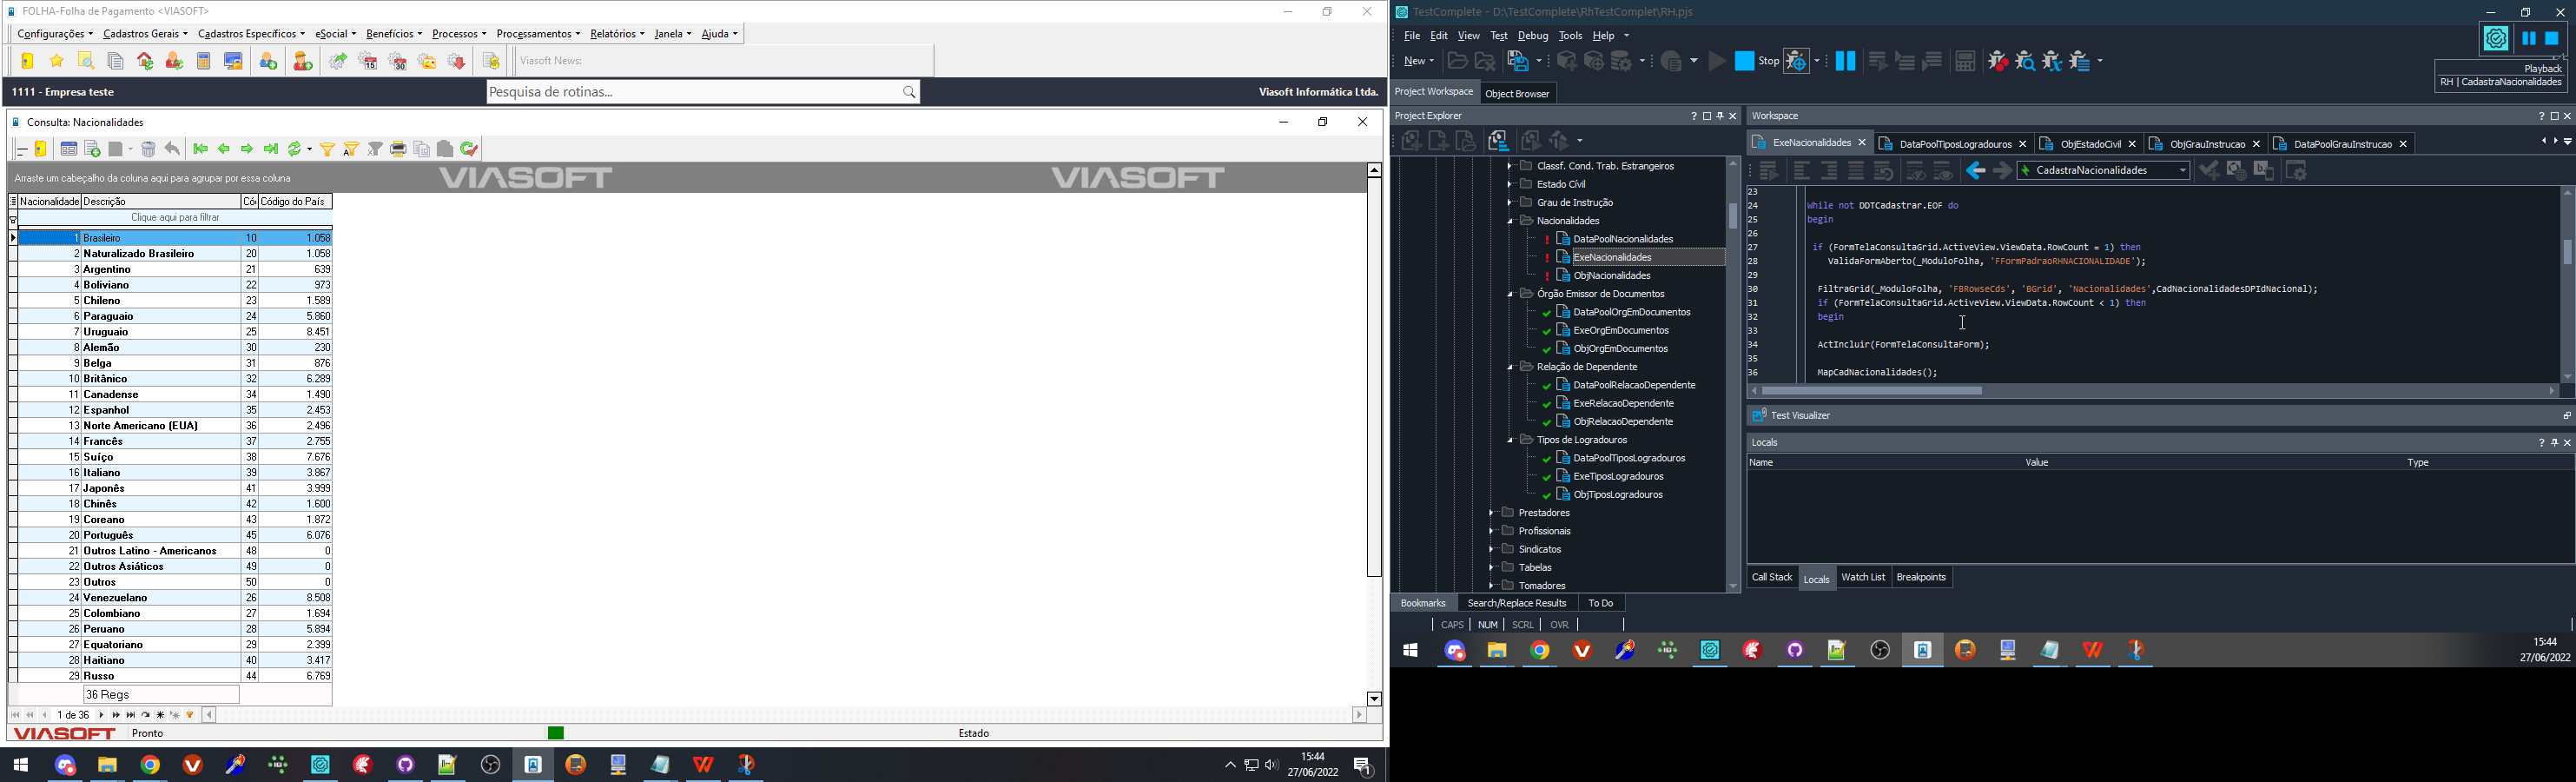 FOLHA-Folha de Pagamento <VIASOFT>
Configurações Cadastros Gerais Cadastros Específicos eSocial Benefícios Processos Processamentos Relatórios Janela Ajuda
15 30 Viasoft News:
1111 - Empresa teste Pesquisa de rotinas... Viasoft Informática Ltda.
Consulta: Nacionalidades
Arraste um cabeçalho da coluna aqui para agrupar por essa coluna VIASOFT VIASOFT
Nacionalidade Descrição Có Código do País
Clique aqui para filtrar
1 Brasileiro 10 1.058
2 Naturalizado Brasileiro 20 1.058
3 Argentino 21 639
4 Boliviano 22 973
5 Chileno 23 1.589
6 Paraguaio 24 5.860
7 Uruguaio 25 8.451
8 Alemão 30 230
9 Belga 31 876
10 Britânico 32 6.289
11 Canadense 34 1.490
12 Espanhol 35 2.453
13 Norte Americano (EUA) 36 2.496
14 Francês 37 2.755
15 Suíço 38 7.676
16 Italiano 39 3.867
17 Japonês 41 3.999
18 Chinês 42 1.600
19 Coreano 43 1.872
20 Português 45 6.076
21 Outros Latino - Americanos 48 0
22 Outros Asiáticos 49 0
23 Outros 50 0
24 Venezuelano 26 8.508
25 Colombiano 27 1.694
26 Peruano 28 5.894
27 Equatoriano 29 2.399
28 Haitiano 40 3.417
29 Russo 44 6.769
36 Regs
1 de 36
VIASOFT Pronto Estado
15:44
27/06/2022
1
TestComplete - D:\TestComplete\RhTestComplet\RH.pjs
File Edit View Test Debug Tools Help
New Stop
Playback
RH | CadastraNacionalidades
Project Workspace Object Browser
Project Explorer
Classf. Cond. Trab. Estrangeiros
Estado Civil
Grau de Instrução
Nacionalidades
DataPoolNacionalidades
ExeNacionalidades
ObjNacionalidades
Órgão Emissor de Documentos
DataPoolOrgEmDocumentos
ExeOrgEmDocumentos
ObjOrgEmDocumentos
Relação de Dependente
DataPoolRelacaoDependente
ExeRelacaoDependente
ObjRelacaoDependente
Tipos de Logradouros
DataPoolTiposLogradouros
ExeTiposLogradouros
ObjTiposLogradouros
Prestadores
Profissionais
Sindicatos
Tabelas
Tomadores
Workspace
ExeNacionalidades DataPoolTiposLogradouros ObjEstadoCivil ObjGrauInstrucao DataPoolGrauInstrucao
CadastraNacionalidades
23
24 While not DDTCadastrar.EOF do
25 begin
26
27 if (FormTelaConsultaGrid.ActiveView.ViewData.RowCount = 1) then
28 ValidaFormAberto(_ModuloFolha, 'FFormPadraoRHNACIONALIDADE');
30 FiltraGrid(_ModuloFolha, 'FBRowseCds', 'BGrid', 'Nacionalidades',CadNacionalidadesDPIdNacional);
31 if (FormTelaConsultaGrid.ActiveView.ViewData.RowCount < 1) then
32 begin
33
34 ActIncluir(FormTelaConsultaForm);
35
36 MapCadNacionalidades();
Test Visualizer
Locals
Name Value Type
Call Stack Locals Watch List Breakpoints
Bookmarks Search/Replace Results To Do
CAPS NUM SCRL OVR
15:44
27/06/2022